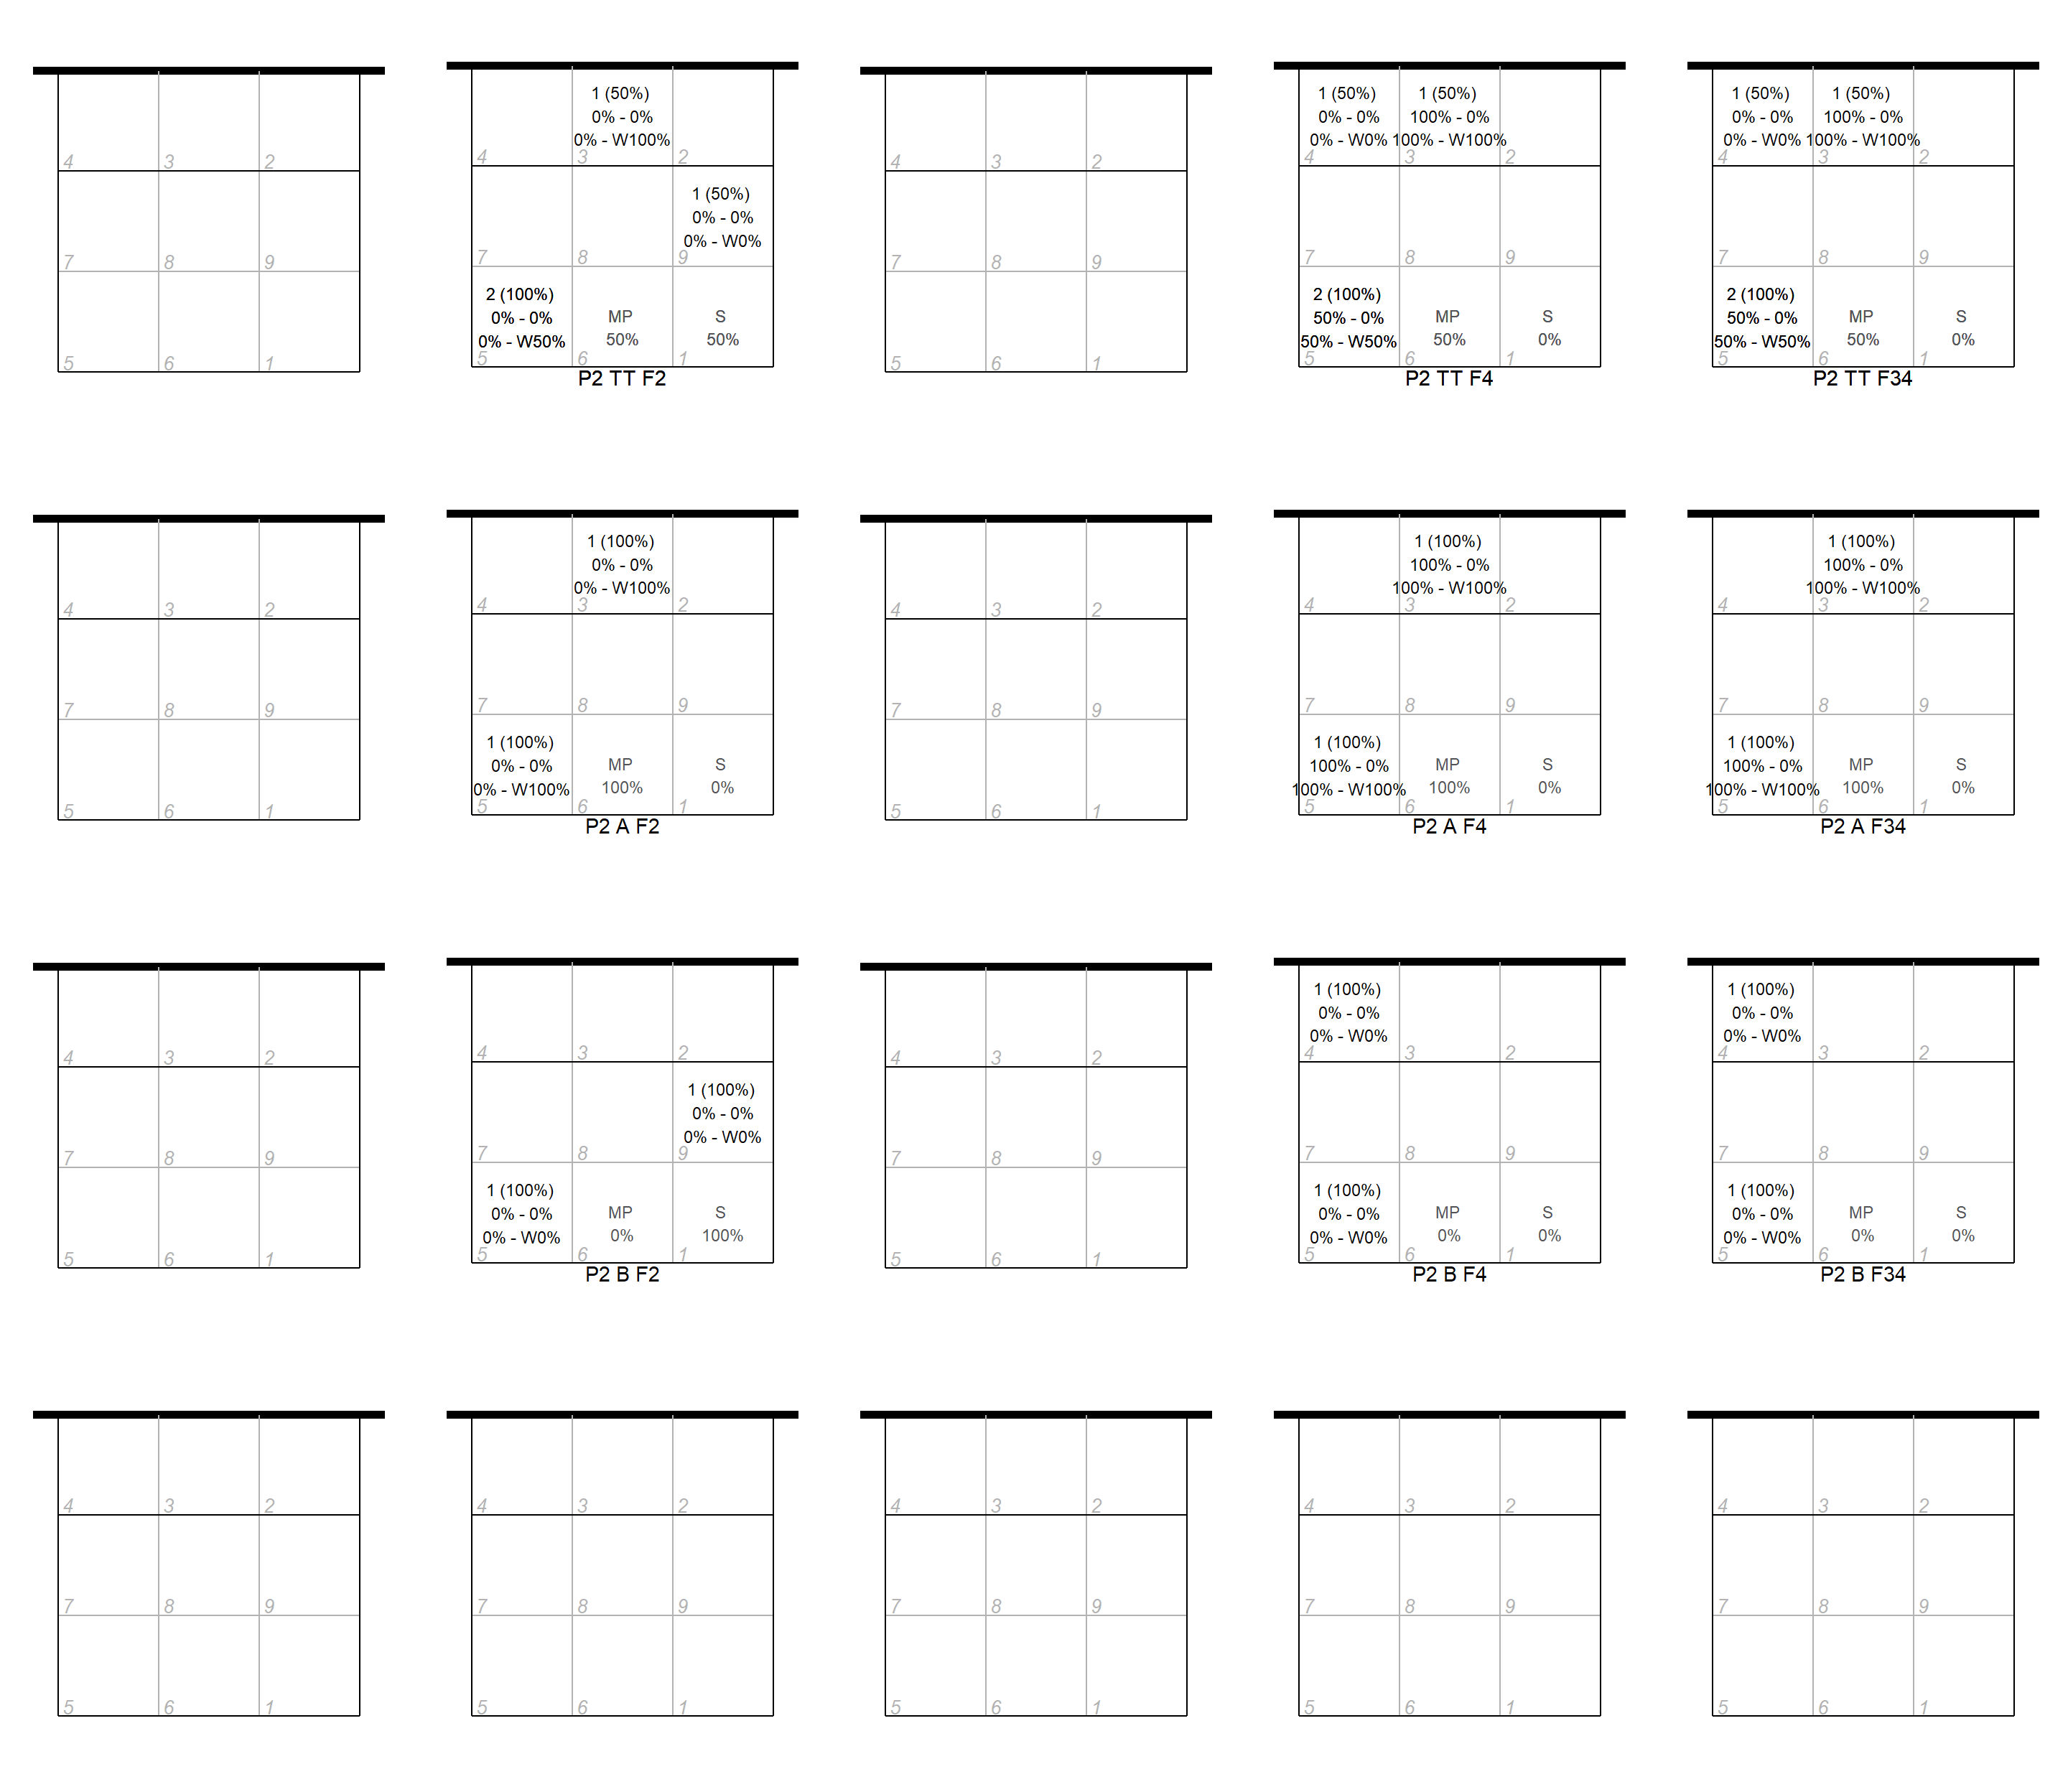 4 3 2
7 8 9
5 6 1
1 (50%)
0% - 0%
0% - W100%
4 3 2
1 (50%)
0% - 0%
0% - W0%
7 8 9
2 (100%)
0% - 0%
0% - W50%
MP
50%
S
50%
5 6 1
P2 TT F2
4 3 2
7 8 9
5 6 1
1 (50%)
0% - 0%
0% - W0%
1 (50%)
100% - 0%
100% - W100%
4 3 2
7 8 9
2 (100%)
50% - 0%
50% - W50%
MP
50%
S
0%
5 6 1
P2 TT F4
1 (50%)
0% - 0%
0% - W0%
1 (50%)
100% - 0%
100% - W100%
4 3 2
7 8 9
2 (100%)
50% - 0%
50% - W50%
MP
50%
S
0%
5 6 1
P2 TT F34
4 3 2
7 8 9
5 6 1
1 (100%)
0% - 0%
0% - W100%
4 3 2
7 8 9
1 (100%)
0% - 0%
0% - W100%
MP
100%
S
0%
5 6 1
P2 A F2
4 3 2
7 8 9
5 6 1
1 (100%)
100% - 0%
100% - W100%
4 3 2
7 8 9
1 (100%)
100% - 0%
100% - W100%
MP
100%
S
0%
5 6 1
P2 A F4
1 (100%)
100% - 0%
100% - W100%
4 3 2
7 8 9
1 (100%)
100% - 0%
100% - W100%
MP
100%
S
0%
5 6 1
P2 A F34
4 3 2
7 8 9
5 6 1
4 3 2
1 (100%)
0% - 0%
0% - W0%
7 8 9
1 (100%)
0% - 0%
0% - W0%
MP
0%
S
100%
5 6 1
P2 B F2
4 3 2
7 8 9
5 6 1
1 (100%)
0% - 0%
0% - W0%
4 3 2
7 8 9
1 (100%)
0% - 0%
0% - W0%
MP
0%
S
0%
5 6 1
P2 B F4
1 (100%)
0% - 0%
0% - W0%
4 3 2
7 8 9
1 (100%)
0% - 0%
0% - W0%
MP
0%
S
0%
5 6 1
P2 B F34
4 3 2
7 8 9
5 6 1
4 3 2
7 8 9
5 6 1
4 3 2
7 8 9
5 6 1
4 3 2
7 8 9
5 6 1
4 3 2
7 8 9
5 6 1